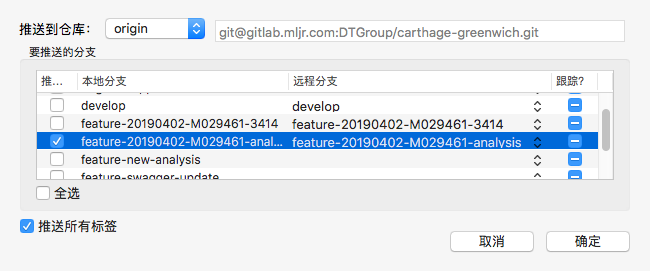 推送到仓库： origin git@gitlab.mljr.com:DTGroup/carthage-greenwich.git
要推送的分支
推... 本地分支 远程分支 跟踪?
develop develop
feature-20190402-M029461-3414 feature-20190402-M029461-3414
feature-20190402-M029461-anal... feature-20190402-M029461-analysis
feature-new-analysis
feature-swagger-update
全选
推送所有标签
取消 确定